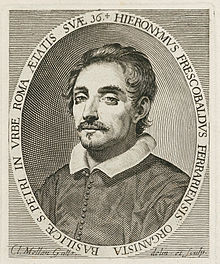 HIERONYMVS FRESCOBALDVS FERRARIENSIS ORGANISTA BASILICÆ S. PETRI IN VRBE ROMA ÆTATIS SVÆ 36.
Cl. Mellan
delin. et sculp.